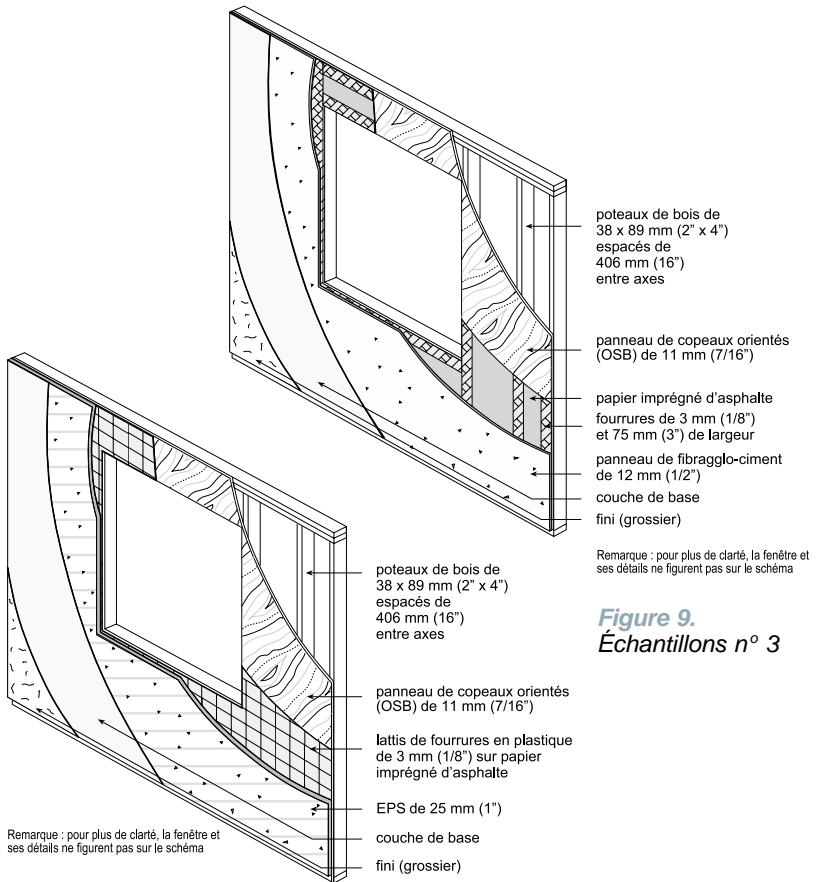 poteaux de bois de
38 x 89 mm (2” x 4”)
espacés de
406 mm (16”)
entre axes
panneau de copeaux orientés
(OSB) de 11 mm (7/16”)
papier imprégné d’asphalte
fourrures de 3 mm (1/8”)
et 75 mm (3”) de largeur
panneau de fibragglo-ciment
de 12 mm (1/2”)
couche de base
fini (grossier)
Remarque : pour plus de clarté, la fenêtre et
ses détails ne figurent pas sur le schéma
Figure 9.
Échantillons n° 3
poteaux de bois de
38 x 89 mm (2” x 4”)
espacés de
406 mm (16”)
entre axes
panneau de copeaux orientés
(OSB) de 11 mm (7/16”)
lattis de fourrures en plastique
de 3 mm (1/8”) sur papier
imprégné d’asphalte
EPS de 25 mm (1”)
couche de base
fini (grossier)
Remarque : pour plus de clarté, la fenêtre et
ses détails ne figurent pas sur le schéma